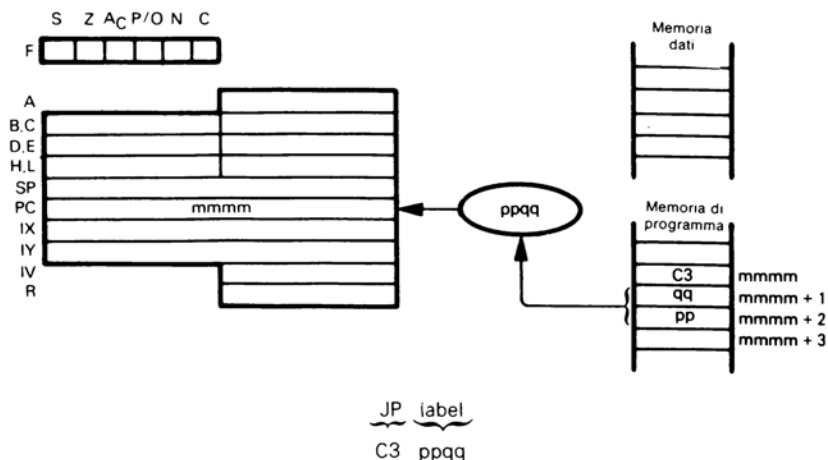 S Z AC P/O N C
F
Memoria
dati
A
B.C
D.E
H.L
SP
PC mmmm
IX
IY
IV
R
ppqq
Memoria di
programma
C3 mmmm
qq mmmm + 1
pp mmmm + 2
mmmm + 3
JP label
C3 ppqq